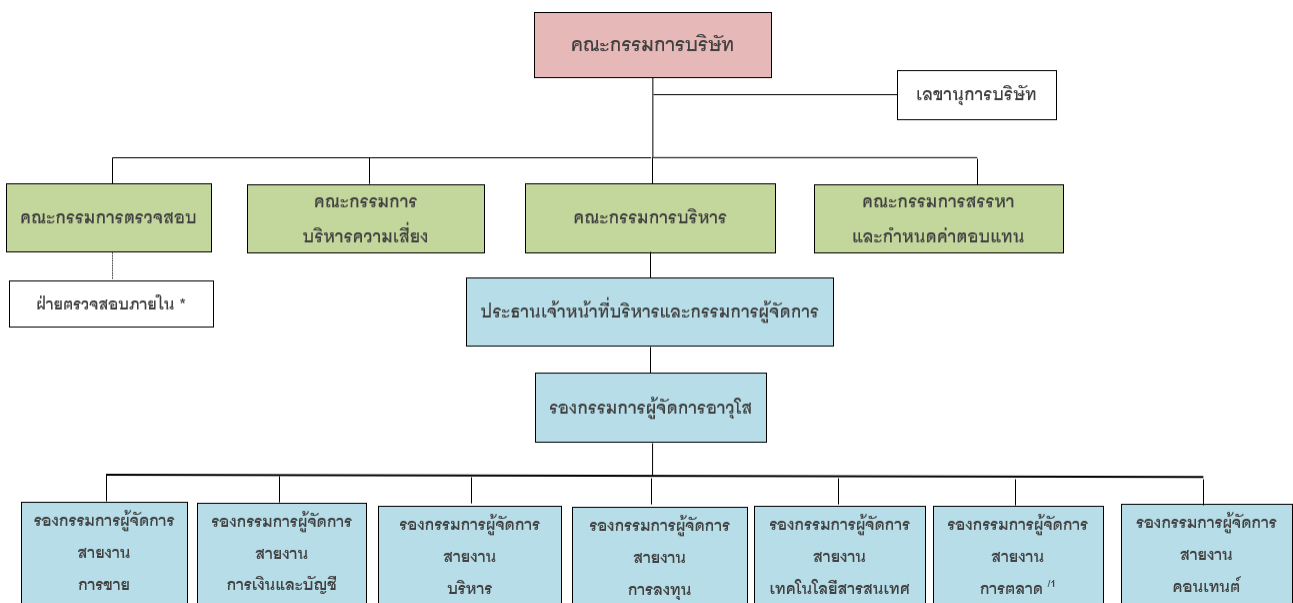 คณะกรรมการบริษัท
เลขานุการบริษัท
คณะกรรมการตรวจสอบ
คณะกรรมการ
บริหารความเสี่ยง
คณะกรรมการบริหาร
คณะกรรมการสรรหา
และกำหนดค่าตอบแทน
ฝ่ายตรวจสอบภายใน *
ประธานเจ้าหน้าที่บริหารและกรรมการผู้จัดการ
รองกรรมการผู้จัดการอาวุโส
รองกรรมการผู้จัดการ
สายงาน
การขาย
รองกรรมการผู้จัดการ
สายงาน
การเงินและบัญชี
รองกรรมการผู้จัดการ
สายงาน
บริหาร
รองกรรมการผู้จัดการ
สายงาน
การลงทุน
รองกรรมการผู้จัดการ
สายงาน
เทคโนโลยีสารสนเทศ
รองกรรมการผู้จัดการ
สายงาน
การตลาด /1
รองกรรมการผู้จัดการ
สายงาน
คอนเทนต์